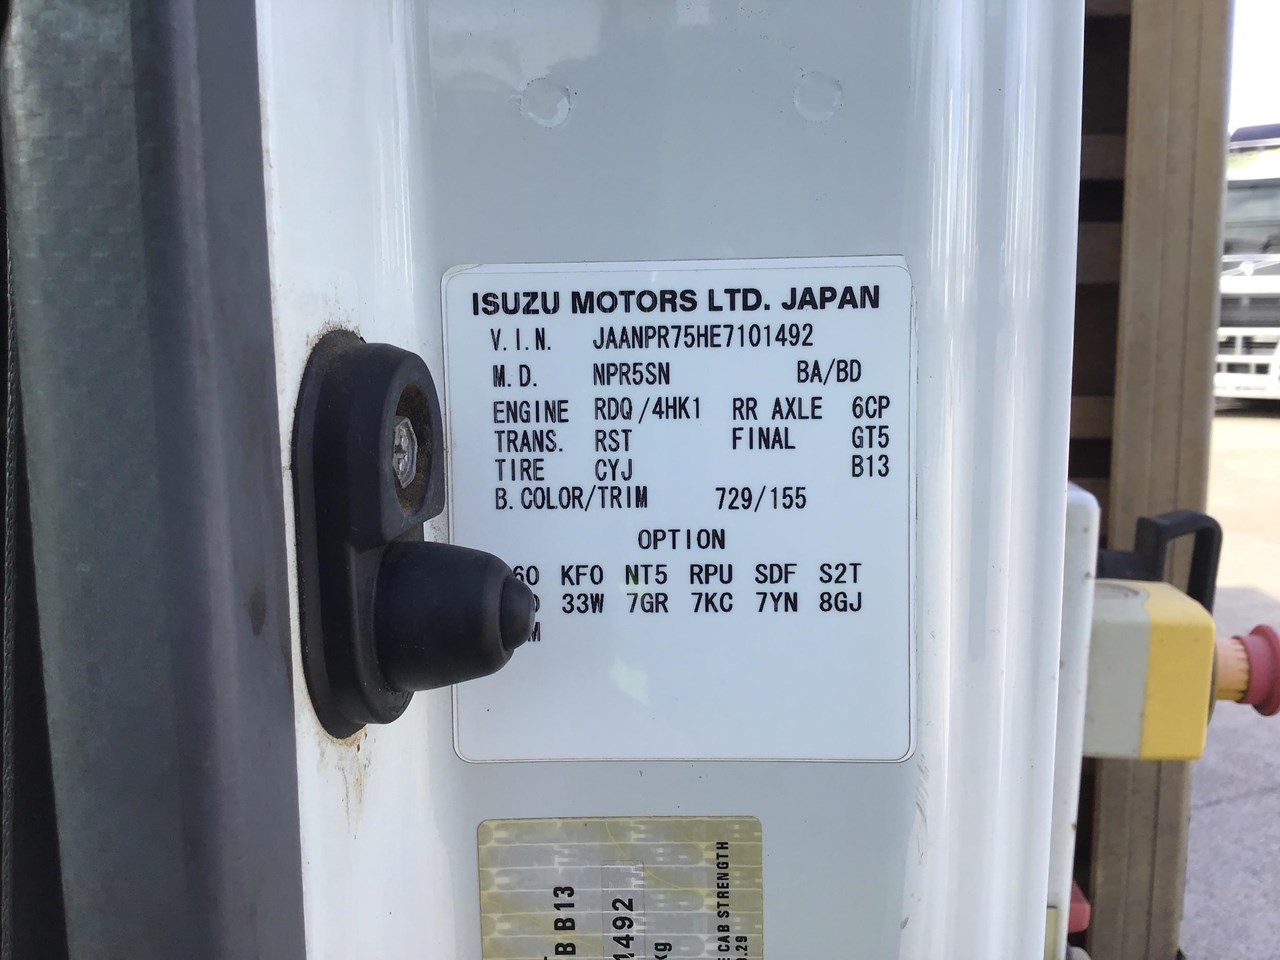 ISUZU MOTORS LTD. JAPAN
V.I.N. JAANPR75HE7101492
M.D. NPR5SN BA/BD
ENGINE RDQ/4HK1 RR AXLE 6CP
TRANS. RST FINAL GT5
TIRE CYJ B13
B.COLOR/TRIM 729/155
OPTION
KFO NT5 RPU SDF S2T
33W 7GR 7KC 7YN 8GJ
B13
1492
kg
CAB STRENGTH